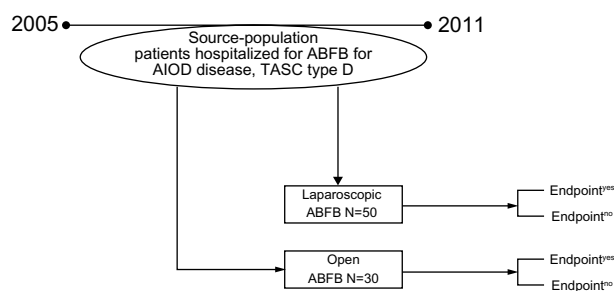 2005
2011
Source-population
patients hospitalized for ABFB for
AIOD disease, TASC type D
Laparoscopic
ABFB N=50
Endpointyes
Endpointno
Open
ABFB N=30
Endpointyes
Endpointno